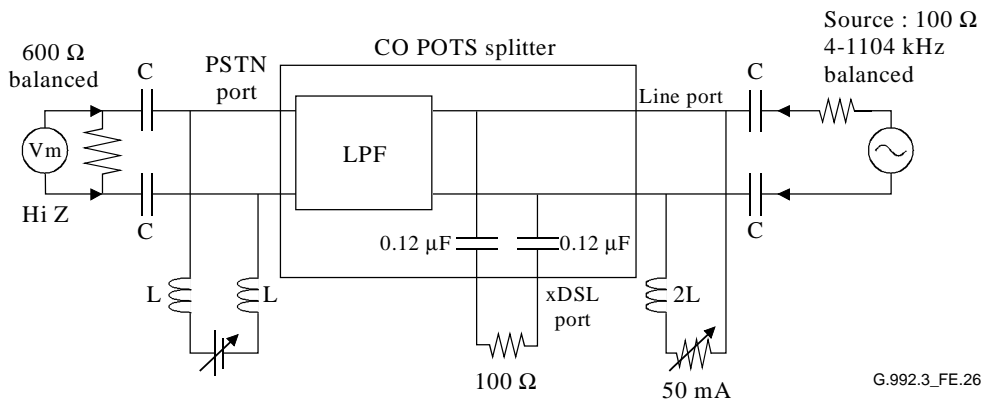 600 Ω
balanced
C
PSTN
port
CO POTS splitter
Source : 100 Ω
4-1104 kHz
balanced
C
Line port
Vm
LPF
Hi Z
C
C
0.12 µF
0.12 µF
L
L
xDSL
port
2L
100 Ω
50 mA
G.992.3_FE.26